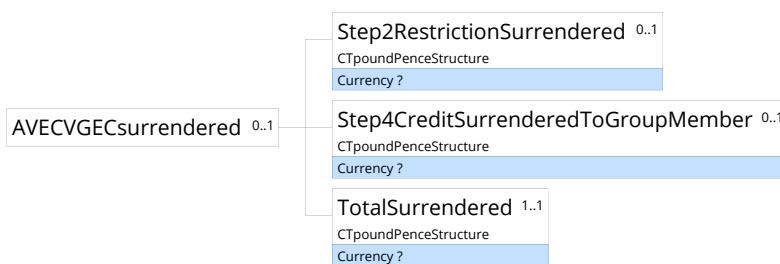 Step2RestrictionSurrendered 0..1
CTpoundPenceStructure
Currency ?
AVECVGECsurrendered 0..1
Step4CreditSurrenderedToGroupMember 0..1
CTpoundPenceStructure
Currency ?
TotalSurrendered 1..1
CTpoundPenceStructure
Currency ?